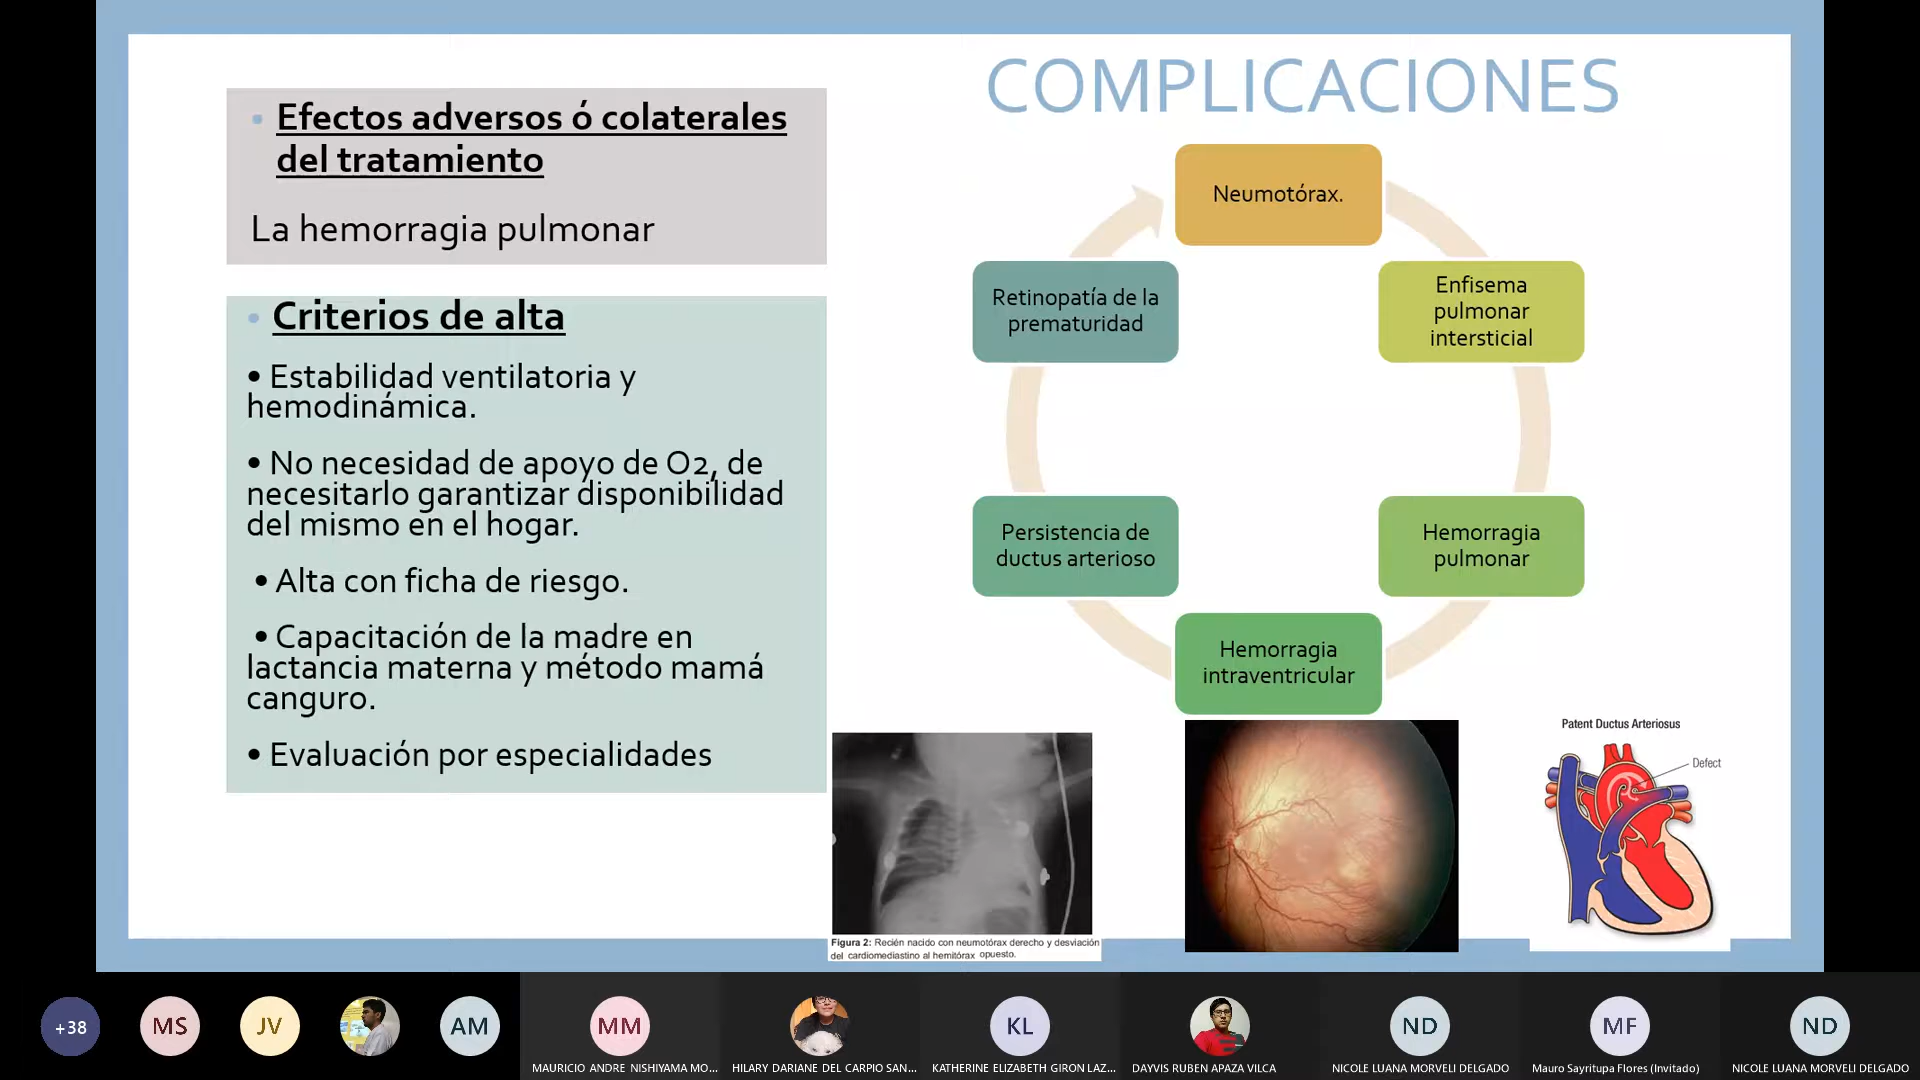 COMPLICACIONES
• Efectos adversos ó colaterales
del tratamiento
La hemorragia pulmonar
• Criterios de alta
• Estabilidad ventilatoria y
hemodinámica.
• No necesidad de apoyo de O2, de
necesitarlo garantizar disponibilidad
del mismo en el hogar.
• Alta con ficha de riesgo.
• Capacitación de la madre en
lactancia materna y método mamá
canguro.
• Evaluación por especialidades
Neumotórax.
Enfisema
pulmonar
intersticial
Hemorragia
pulmonar
Hemorragia
intraventricular
Persistencia de
ductus arterioso
Retinopatía de la
prematuridad
Figura 2: Recién nacido con neumotórax derecho y desviación
del cardiomediastino al hemitórax opuesto.
Patent Ductus Arteriosus
Defect
+38
MS
JV
AM
MM
KL
ND
MF
ND
MAURICIO ANDRE NISHIYAMA MO...
HILARY DARIANE DEL CARPIO SAN...
KATHERINE ELIZABETH GIRON LAZ...
DAYVIS RUBEN APAZA VILCA
NICOLE LUANA MORVELI DELGADO
Mauro Sayritupa Flores (Invitado)
NICOLE LUANA MORVELI DELGADO